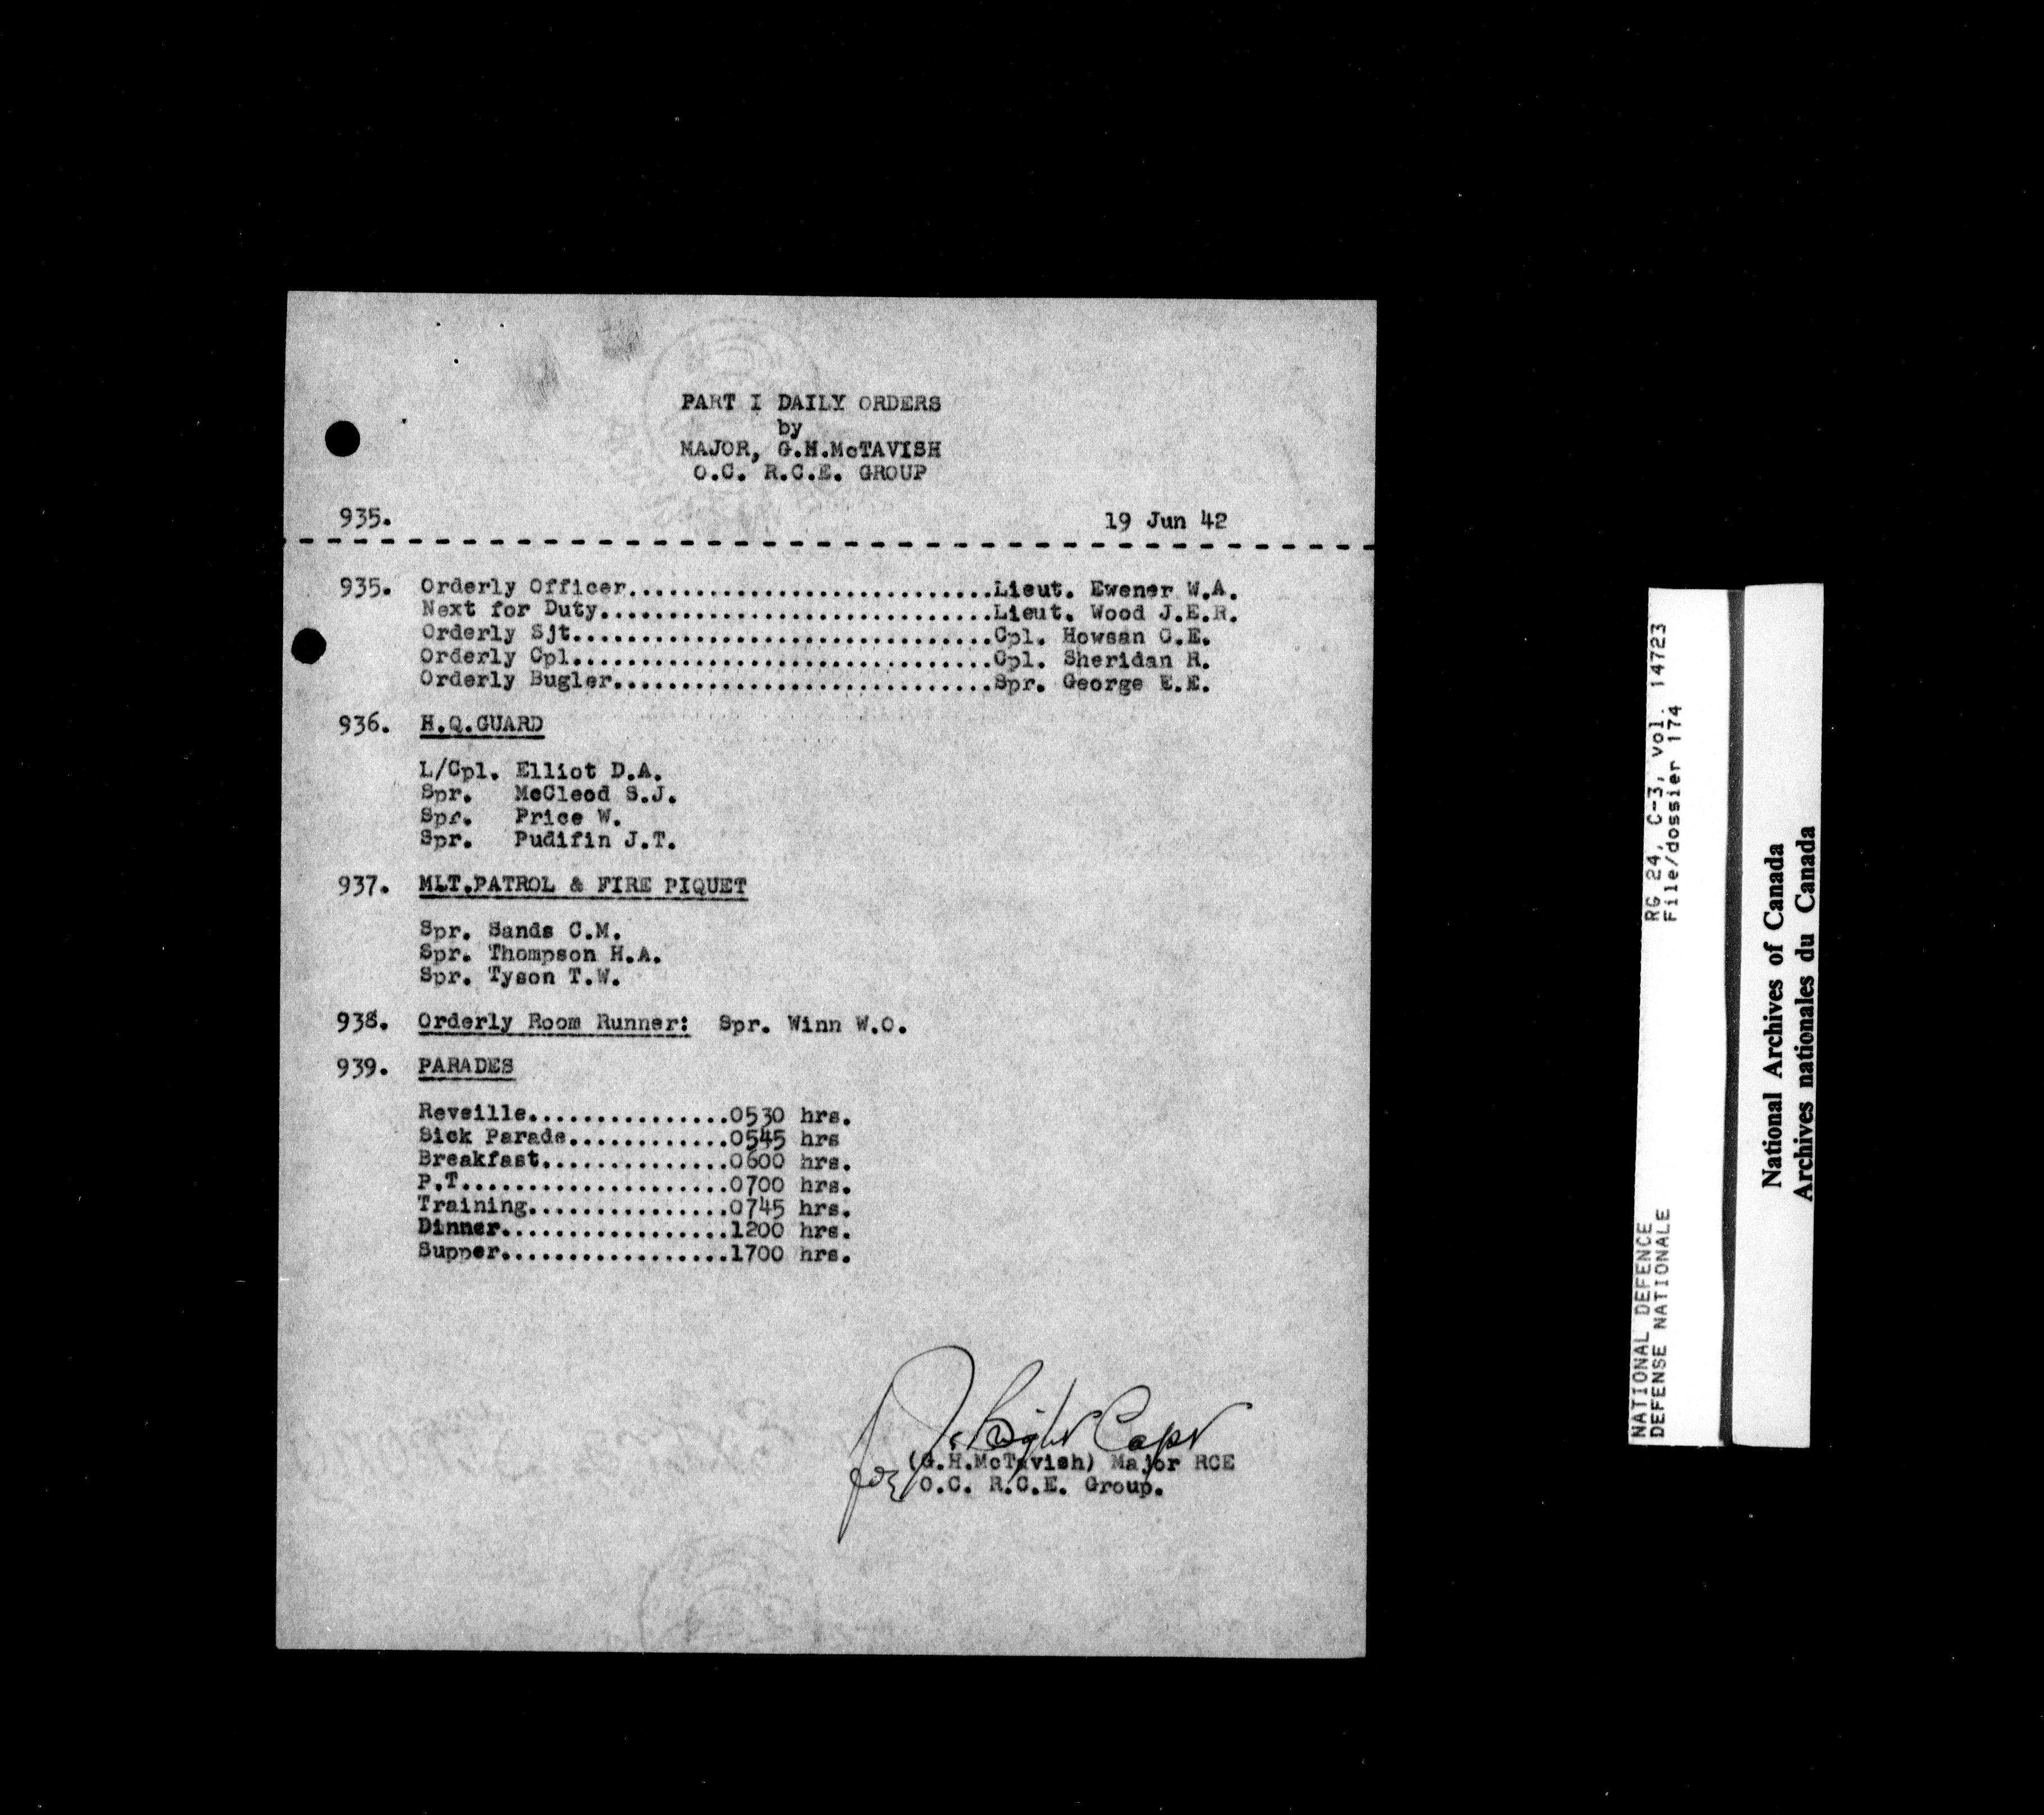 PART I DAILY ORDERS
by
MAJOR, G.H.McTAVISH
O.C. R.C.E. GROUP
935. 19 Jun 42
935. Orderly Officer...........................Lieut. Ewener W.A.
Next for Duty.............................Lieut. Wood J.E.R.
Orderly Sjt...............................Cpl. Howsan G.E.
Orderly Cpl...............................Cpl. Sheridan R.
Orderly Bugler............................Spr. George E.E.
936. H.Q.GUARD
L/Cpl. Elliot D.A.
Spr. McCleod S.J.
Spr. Price W.
Spr. Pudifin J.T.
937. MLT.PATROL & FIRE PIQUET
Spr. Sands C.M.
Spr. Thompson H.A.
Spr. Tyson T.W.
938. Orderly Room Runner: Spr. Winn W.O.
939. PARADES
Reveille...............0530 hrs.
Sick Parade............0545 hrs
Breakfast..............0600 hrs.
P.T....................0700 hrs.
Training...............0745 hrs.
Dinner.................1200 hrs.
Supper.................1700 hrs.
Capt
for (G.H.McTavish) Major RCE
O.C. R.C.E. Group.
NATIONAL DEFENCE RG 24, C-3, vol. 14723
DEFENSE NATIONALE File/dossier 174
National Archives of Canada
Archives nationales du Canada